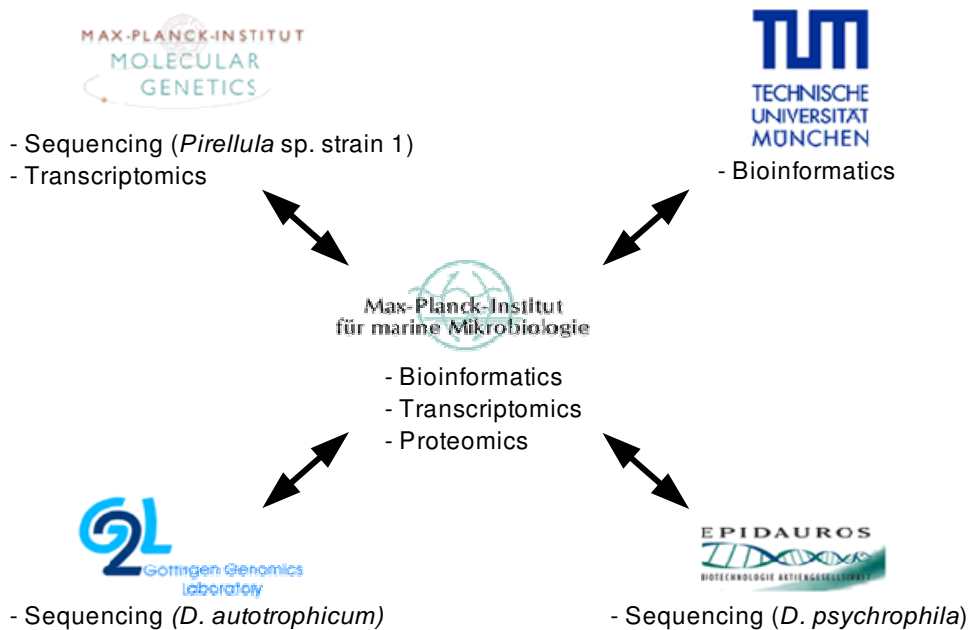 MAX-PLANCK-INSTITUT
MOLECULAR
GENETICS
- Sequencing (Pirellula sp. strain 1)
- Transcriptomics
TUM
TECHNISCHE
UNIVERSITÄT
MÜNCHEN
- Bioinformatics
Max-Planck-Institut
für marine Mikrobiologie
- Bioinformatics
- Transcriptomics
- Proteomics
G2L
Göttingen Genomics
Laboratory
- Sequencing (D. autotrophicum)
EPIDAUROS
BIOTECHNOLOGIE AKTIENGESELLSCHAFT
- Sequencing (D. psychrophila)